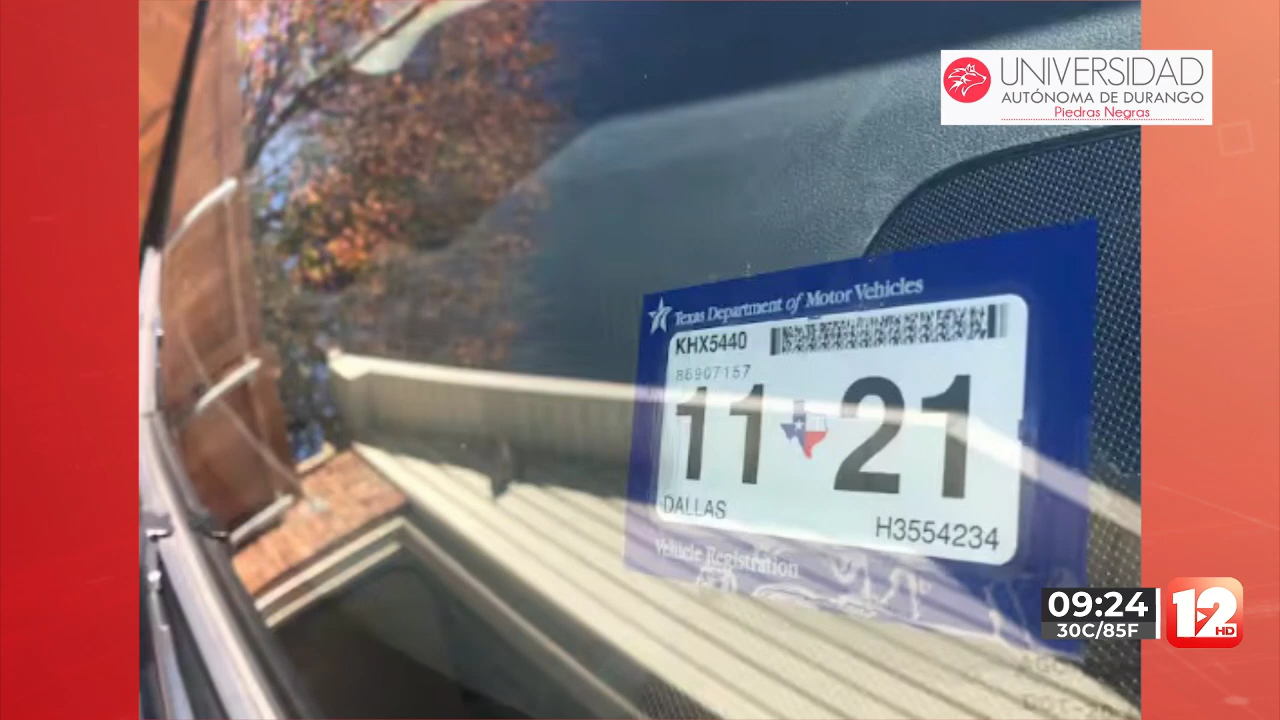 UNIVERSIDAD
AUTÓNOMA DE DURANGO
Piedras Negras
Texas Department of Motor Vehicles
KHX5440
86907157
11 21
DALLAS
H3554234
Vehicle Registration
09:24
30C/85F
12
HD